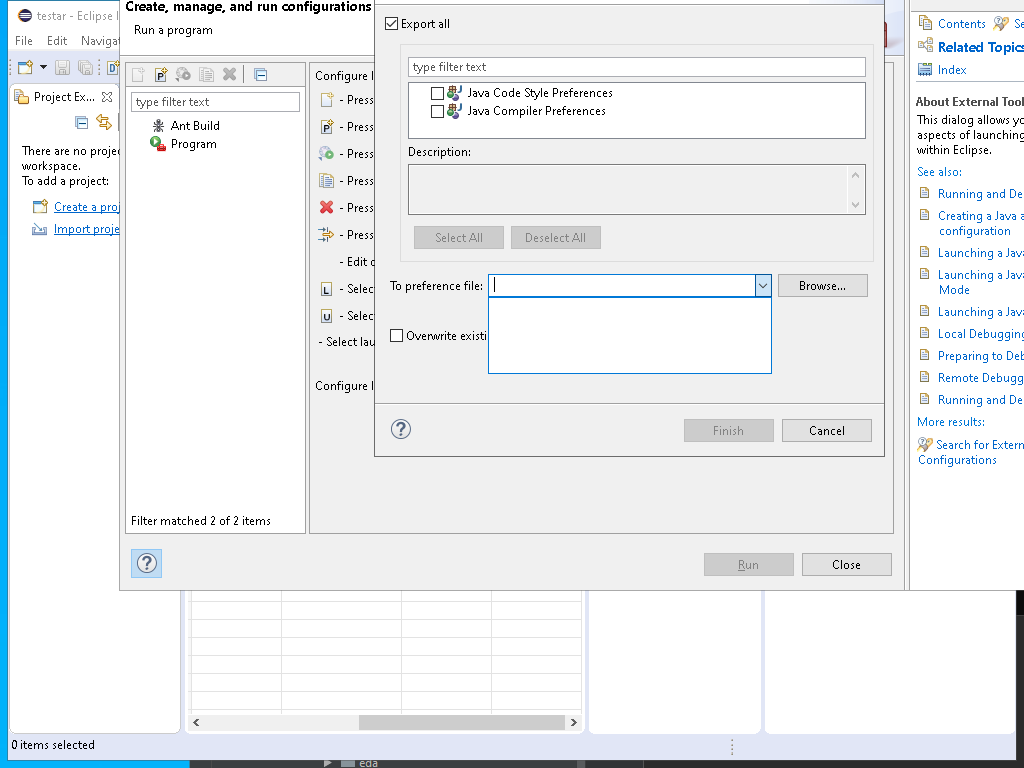 testar - Eclipse I
File Edit Navigat
Project Ex...
There are no proje
workspace.
To add a project:
Create a proj
Import proje
0 items selected
Create, manage, and run configurations
Run a program
type filter text
Ant Build
Program
Filter matched 2 of 2 items
Configure l
- Press
- Press
- Press
- Press
- Press
- Press
- Edit c
- Selec
- Selec
- Select lau
Configure l
Run
Close
Export all
type filter text
Java Code Style Preferences
Java Compiler Preferences
Description:
Select All
Deselect All
To preference file:
Browse...
Overwrite existi
Finish
Cancel
Contents
Se
Related Topics
Index
About External Tool
This dialog allows yo
aspects of launching
within Eclipse.
See also:
Running and De
Creating a Java a
configuration
Launching a Java
Launching a Java
Mode
Launching a Java
Local Debugging
Preparing to Deb
Remote Debugg
Running and De
More results:
Search for Extern
Configurations
eda